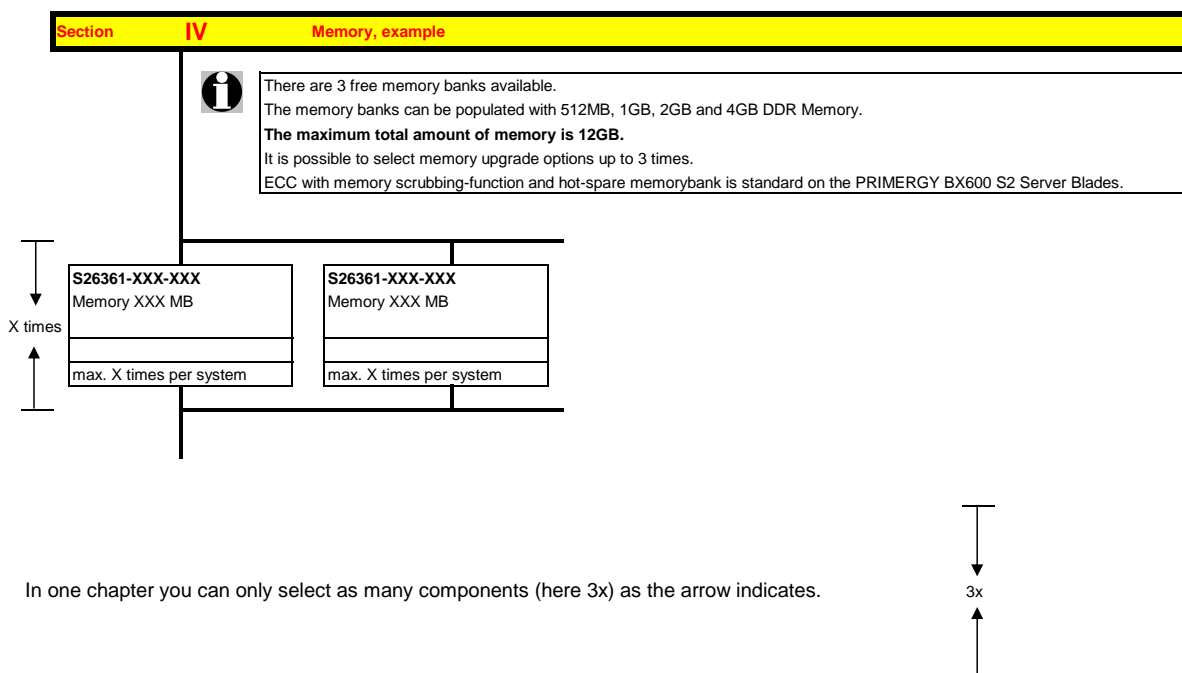 Section IV Memory, example
There are 3 free memory banks available.
The memory banks can be populated with 512MB, 1GB, 2GB and 4GB DDR Memory.
The maximum total amount of memory is 12GB.
It is possible to select memory upgrade options up to 3 times.
ECC with memory scrubbing-function and hot-spare memorybank is standard on the PRIMERGY BX600 S2 Server Blades.
S26361-XXX-XXX S26361-XXX-XXX
Memory XXX MB Memory XXX MB
X times
max. X times per system max. X times per system
In one chapter you can only select as many components (here 3x) as the arrow indicates. 3x